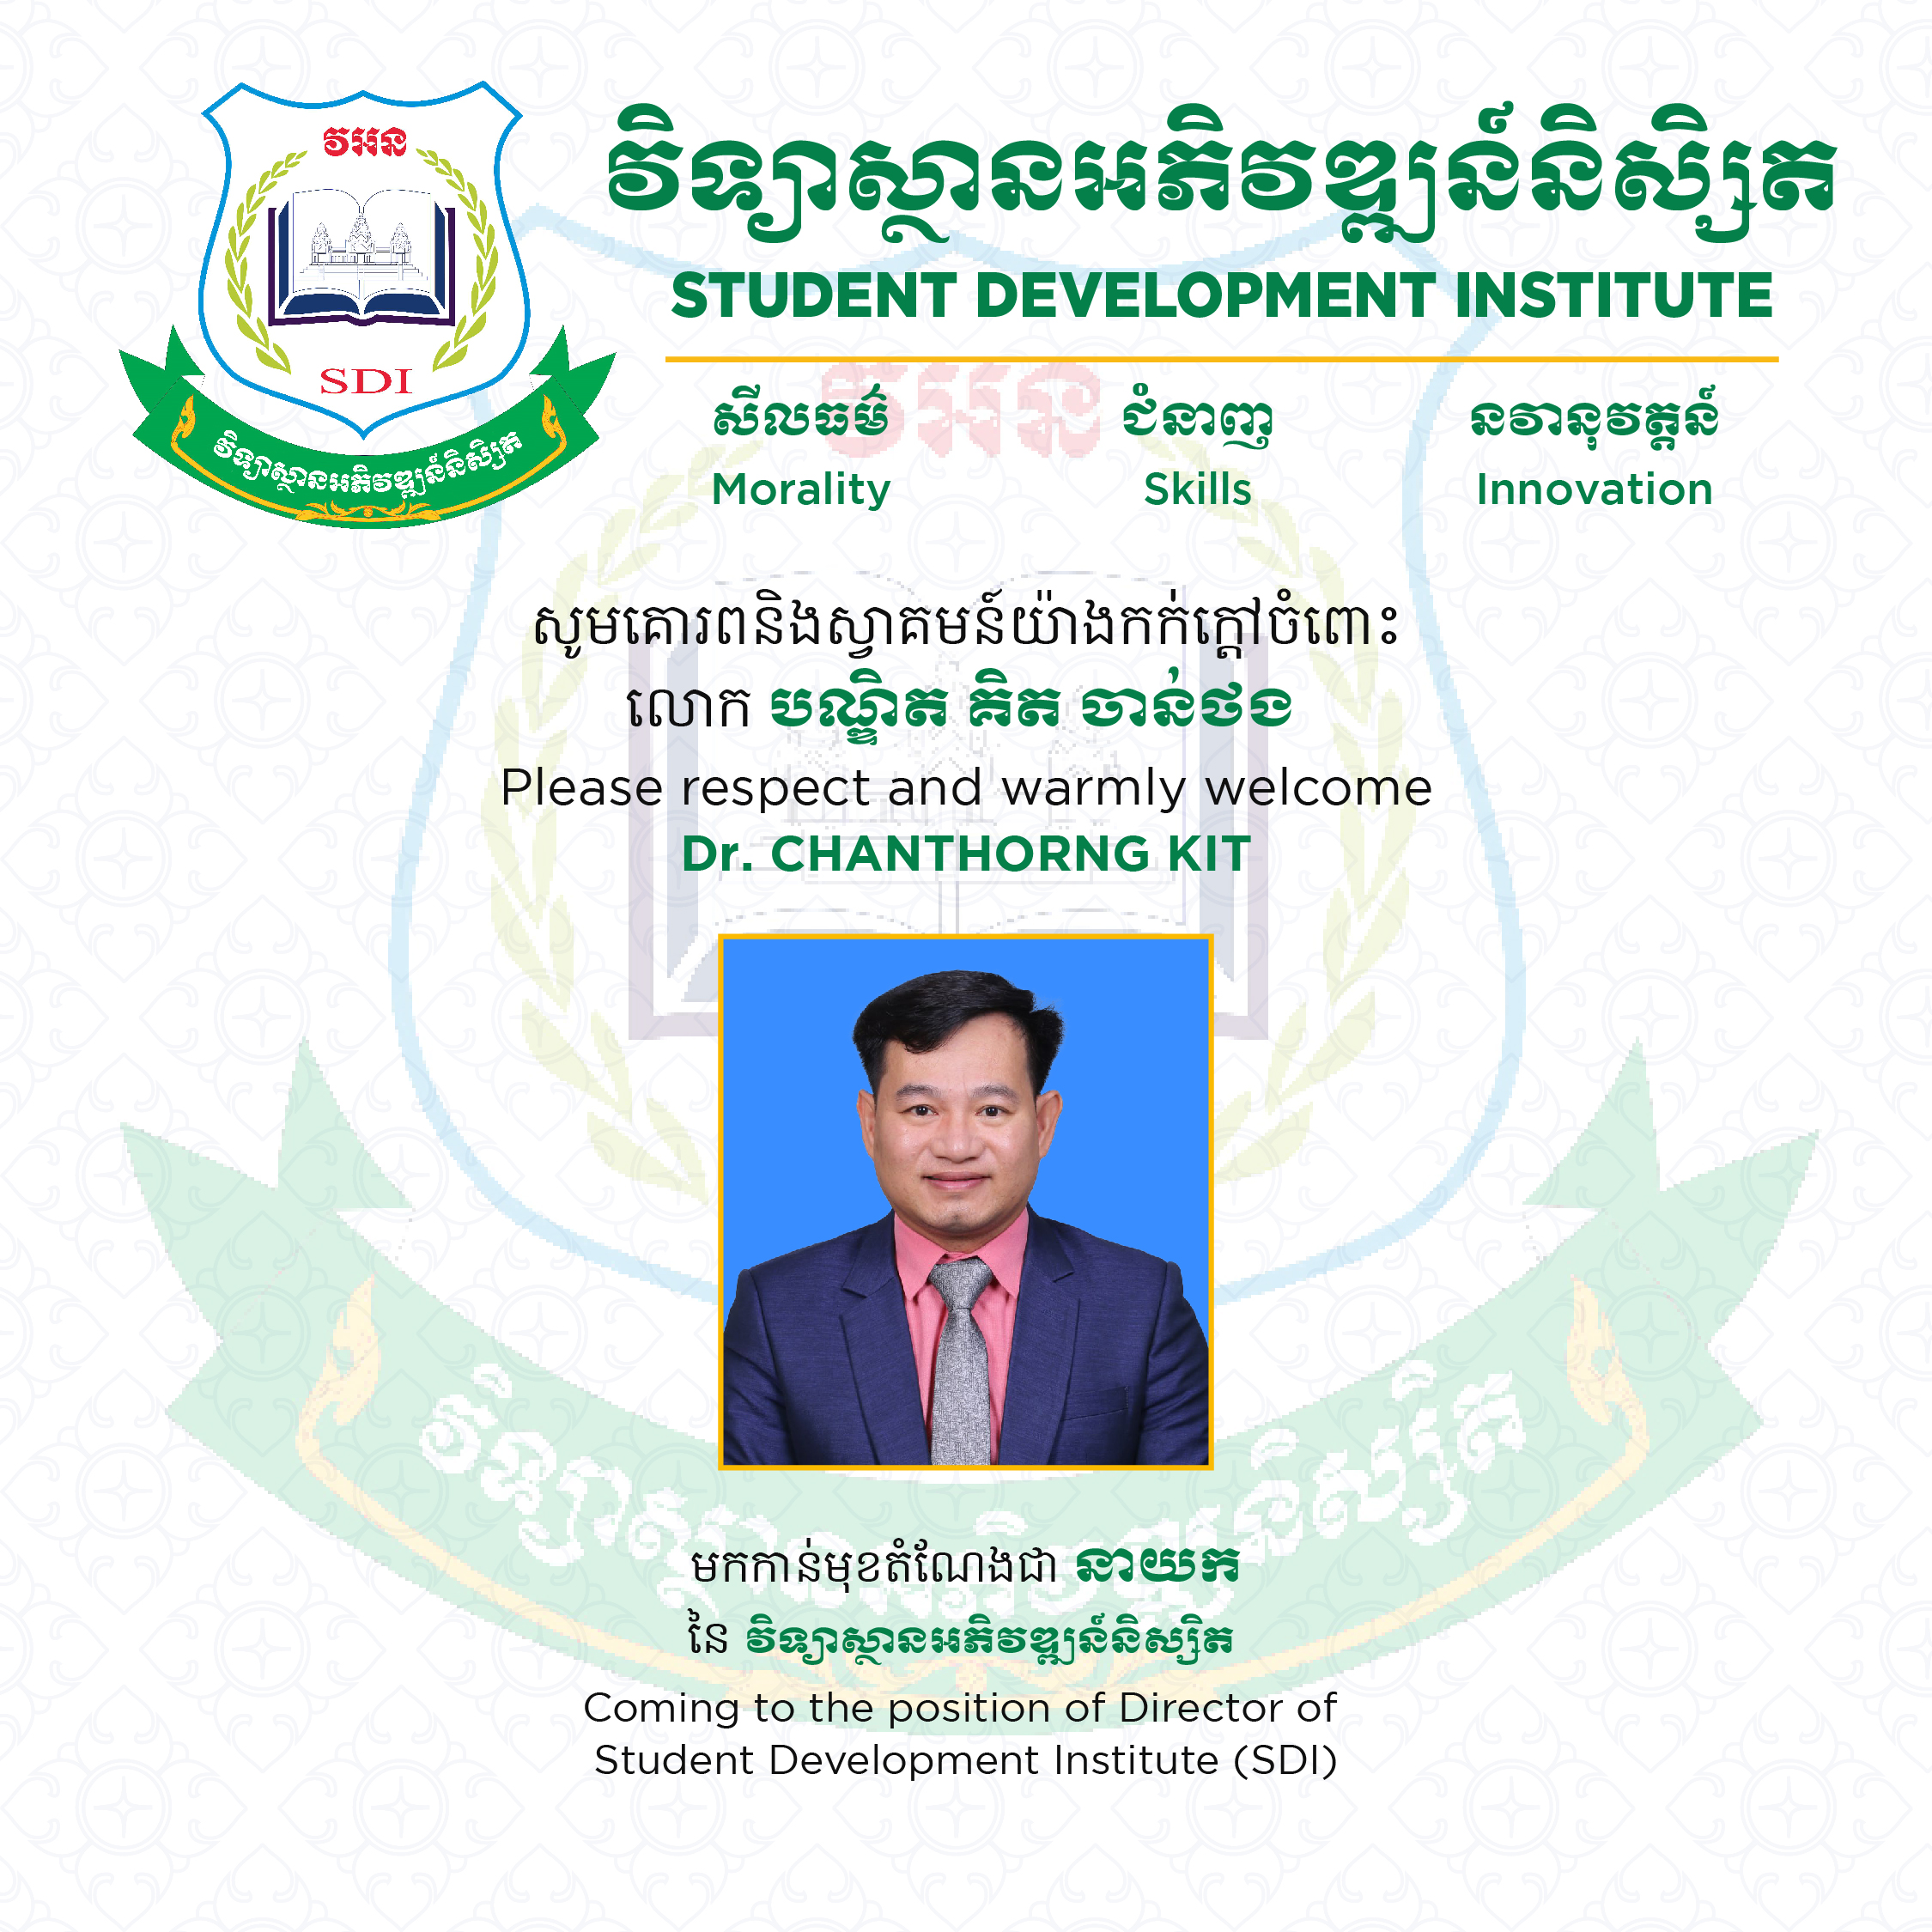 វអន
SDI
វិទ្យាស្ថានអភិវឌ្ឍន៍និស្សិត
វិទ្យាស្ថានអភិវឌ្ឍន៍និស្សិត
STUDENT DEVELOPMENT INSTITUTE
សីលធម៌ ជំនាញ នវានុវត្តន៍
Morality Skills Innovation
សូមគោរពនិងស្វាគមន៍យ៉ាងកក់ក្ដៅចំពោះ
លោក បណ្ឌិត គិត ចាន់ថង
Please respect and warmly welcome
Dr. CHANTHORNG KIT
មកកាន់មុខតំណែងជា នាយក
នៃ វិទ្យាស្ថានអភិវឌ្ឍន៍និស្សិត
Coming to the position of Director of
Student Development Institute (SDI)